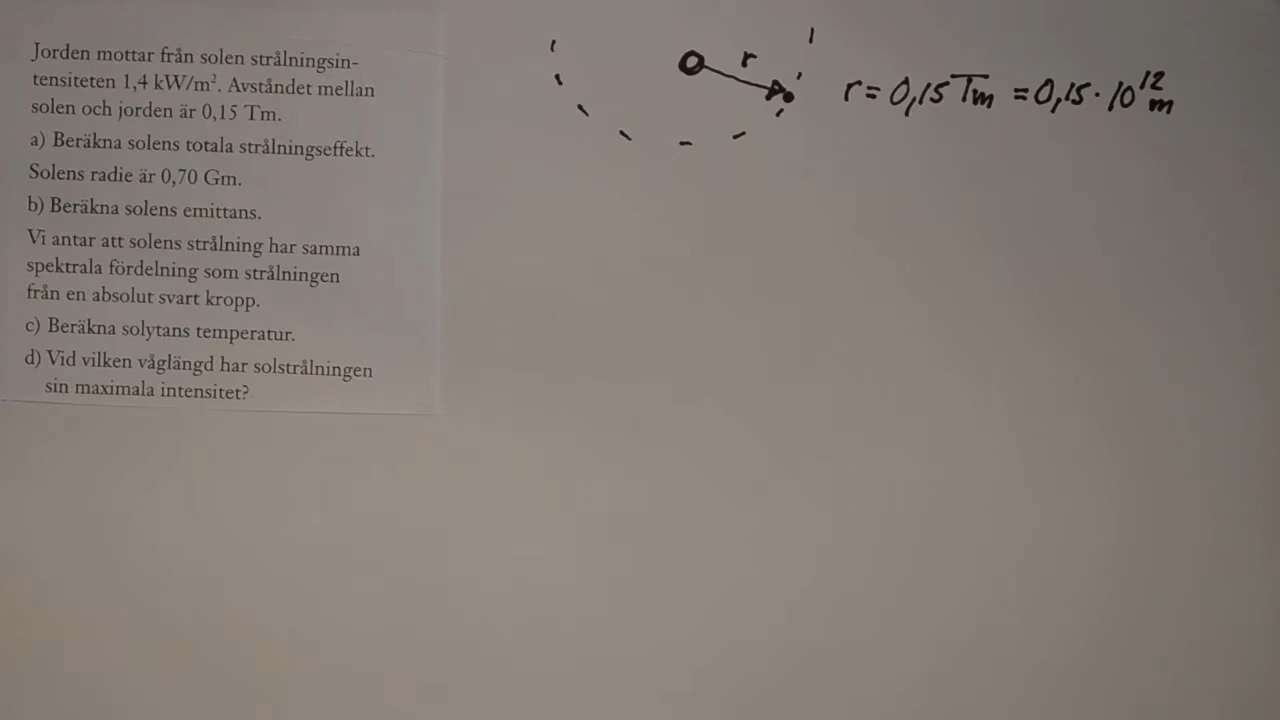 Jorden mottar från solen strålningsin-
tensiteten 1,4 kW/m². Avståndet mellan
solen och jorden är 0,15 Tm.
a) Beräkna solens totala strålningseffekt.
Solens radie är 0,70 Gm.
b) Beräkna solens emittans.
Vi antar att solens strålning har samma
spektrala fördelning som strålningen
från en absolut svart kropp.
c) Beräkna solytans temperatur.
d) Vid vilken våglängd har solstrålningen
sin maximala intensitet?
r
r = 0,15 Tm = 0,15 · 10¹² m